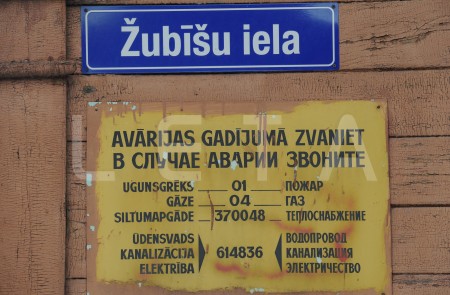 Žubīšu iela
LETA
AVĀRIJAS GADĪJUMĀ ZVANIET
В СЛУЧАЕ АВАРИИ ЗВОНИТЕ
UGUNSGRĒKS 01 ПОЖАР
GĀZE 04 ГАЗ
SILTUMAPGĀDE 370048 ТЕПЛОСНАБЖЕНИЕ
ŪDENSVADS ВОДОПРОВОД
KANALIZĀCIJA 614836 КАНАЛИЗАЦИЯ
ELEKTRĪBA ЭЛЕКТРИЧЕСТВО